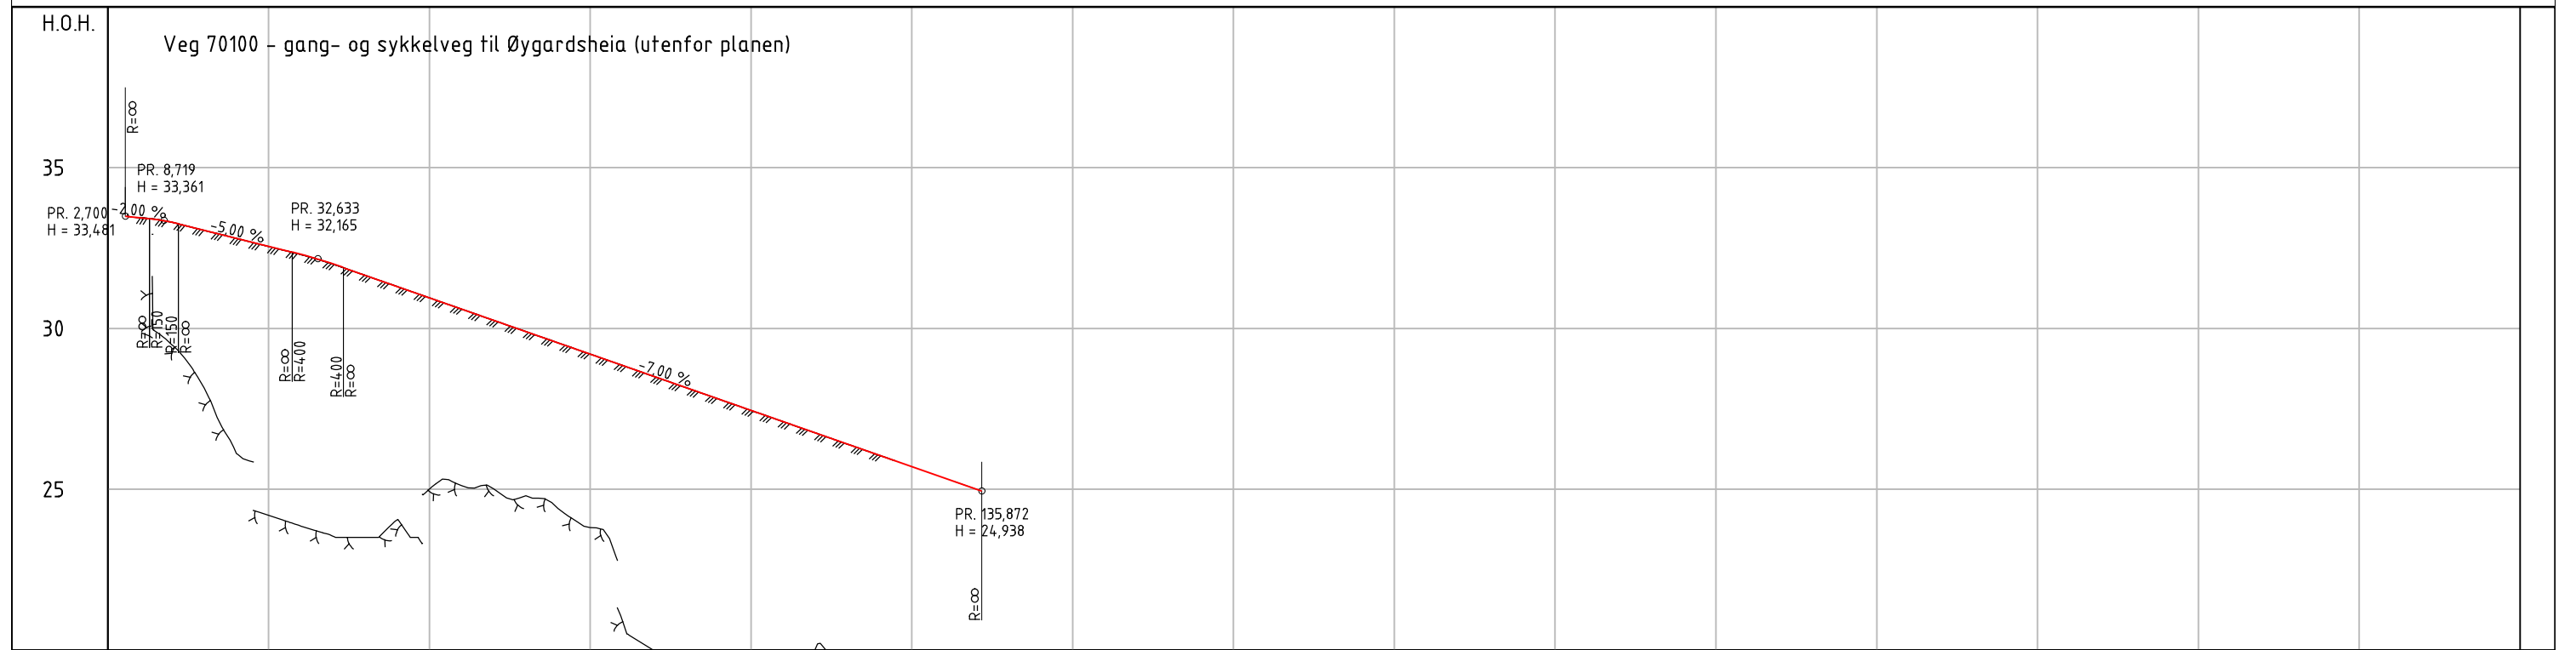 H.O.H.
Veg 70100 - gang- og sykkelveg til Øygardsheia (utenfor planen)
R=∞
35
PR. 8,719
H = 33,361
PR. 2,700
H = 33,481
-2,00 %
-5,00 %
PR. 32,633
H = 32,165
30
R=∞
R=150
R=150
R=∞
R=∞
R=400
R=400
R=∞
-7,00 %
25
PR. 135,872
H = 24,938
R=∞